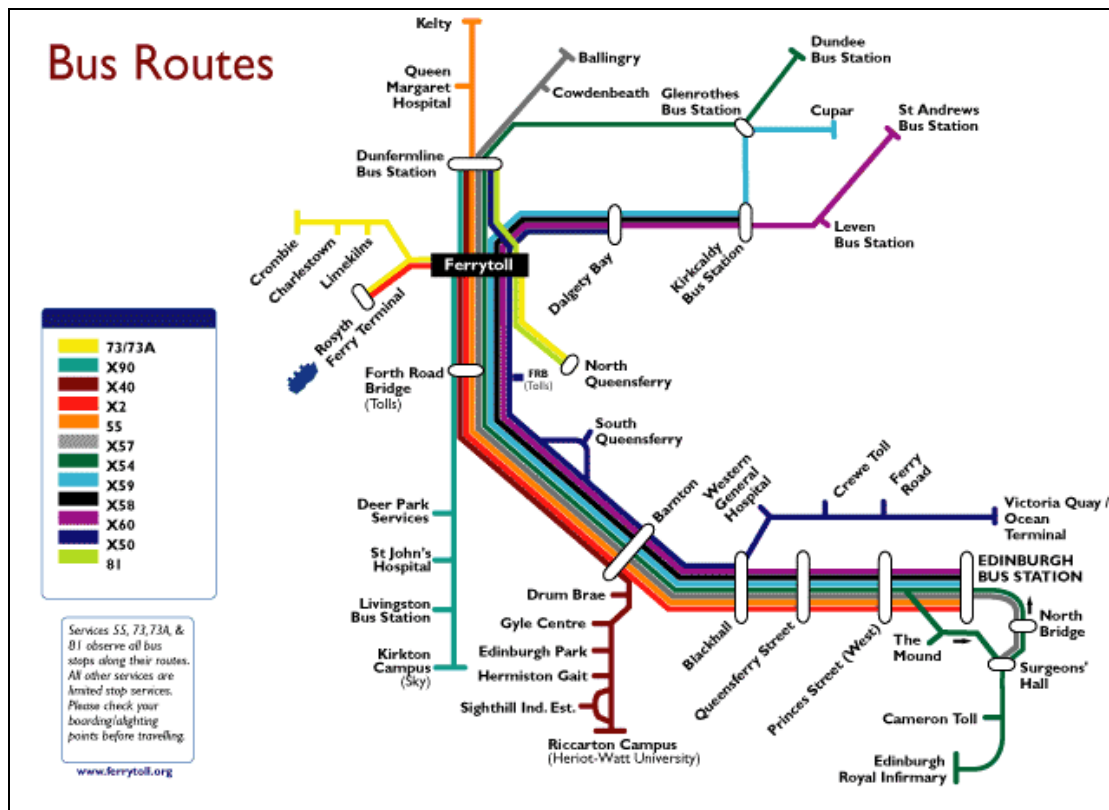 Bus Routes
Kelty
Queen
Margaret
Hospital
Ballingry
Cowdenbeath
Dundee
Bus Station
Glenrothes
Bus Station
Cupar
St Andrews
Bus Station
Dunfermline
Bus Station
Leven
Bus Station
Crombie
Charlestown
Limekilns
Ferrytoll
Dalgety Bay
Kirkcaldy
Bus Station
Rosyth
Ferry Terminal
North
Queensferry
Forth Road
Bridge
(Tolls)
FRB
(Tolls)
73/73A
X90
X40
X2
55
X57
X54
X59
X58
X60
X50
81
South
Queensferry
Barnton
Western
General
Hospital
Crewe Toll
Ferry
Road
Victoria Quay /
Ocean
Terminal
Deer Park
Services
St John's
Hospital
Livingston
Bus Station
Kirkton
Campus
(Sky)
Drum Brae
Gyle Centre
Edinburgh Park
Hermiston Gait
Sighthill Ind. Est.
Riccarton Campus
(Heriot-Watt University)
Blackhall
Queensferry Street
Princes Street (West)
EDINBURGH
BUS STATION
The
Mound
North
Bridge
Surgeons'
Hall
Cameron Toll
Edinburgh
Royal Infirmary
Services 55, 73,73A, &
81 observe all bus
stops along their routes.
All other services are
limited stop services.
Please check your
boarding/alighting
points before travelling.
www.ferrytoll.org